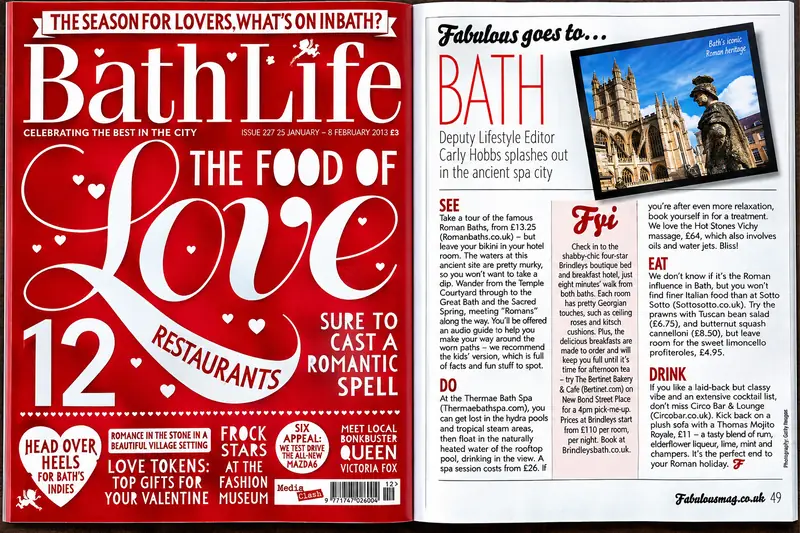 THE SEASON FOR LOVERS, WHAT'S ON IN BATH?
Bath Life
CELEBRATING THE BEST IN THE CITY
ISSUE 227 25 JANUARY – 8 FEBRUARY 2013 £3
THE FOOD OF
Love
12
RESTAURANTS
SURE TO
CAST A
ROMANTIC
SPELL
HEAD OVER
HEELS
FOR BATH'S
INDIES
ROMANCE IN THE STONE IN A
BEAUTIFUL VILLAGE SETTING
LOVE TOKENS:
TOP GIFTS FOR
YOUR VALENTINE
FROCK
STARS
AT THE
FASHION
MUSEUM
SIX
APPEAL:
WE TEST DRIVE
THE ALL-NEW
MAZDA6
MEET LOCAL
BONKBUSTER
QUEEN
VICTORIA FOX
Media
Clash
12>
9 771747 026004
Fabulous goes to...
BATH
Deputy Lifestyle Editor
Carly Hobbs splashes out
in the ancient spa city
Bath's iconic
Roman heritage
SEE
Take a tour of the famous
Roman Baths, from £13.25
(Romanbaths.co.uk) – but
leave your bikini in your hotel
room. The waters at this
ancient site are pretty murky,
so you won't want to take a
dip. Wander from the Temple
Courtyard through to the
Great Bath and the Sacred
Spring, meeting "Romans"
along the way. You'll be offered
an audio guide to help you
make your way around the
worn paths – we recommend
the kids' version, which is full
of facts and fun stuff to spot.
DO
At the Thermae Bath Spa
(Thermaebathspa.com), you
can get lost in the hydra pools
and tropical steam areas,
then float in the naturally
heated water of the rooftop
pool, drinking in the view. A
spa session costs from £26. If
Fyi
Check in to the
shabby-chic four-star
Brindleys boutique bed
and breakfast hotel, just
eight minutes' walk from
both baths. Each room
has pretty Georgian
touches, such as ceiling
roses and kitsch
cushions. Plus, the
delicious breakfasts are
made to order and will
keep you full until it's
time for afternoon tea
– try The Bertinet Bakery
& Cafe (Bertinet.com) on
New Bond Street Place
for a 4pm pick-me-up.
Prices at Brindleys start
from £110 per room,
per night. Book at
Brindleysbath.co.uk.
you're after even more relaxation,
book yourself in for a treatment.
We love the Hot Stones Vichy
massage, £64, which also involves
oils and water jets. Bliss!
EAT
We don't know if it's the Roman
influence in Bath, but you won't
find finer Italian food than at Sotto
Sotto (Sottosotto.co.uk). Try the
prawns with Tuscan bean salad
(£6.75), and butternut squash
cannelloni (£8.50), but leave
room for the sweet limoncello
profiteroles, £4.95.
DRINK
If you like a laid-back but classy
vibe and an extensive cocktail list,
don't miss Circo Bar & Lounge
(Circobar.co.uk). Kick back on a
plush sofa with a Thomas Mojito
Royale, £11 – a tasty blend of rum,
elderflower liqueur, lime, mint and
champers. It's the perfect end to
your Roman holiday. F
Photography: Getty Images
Fabulousmag.co.uk 49